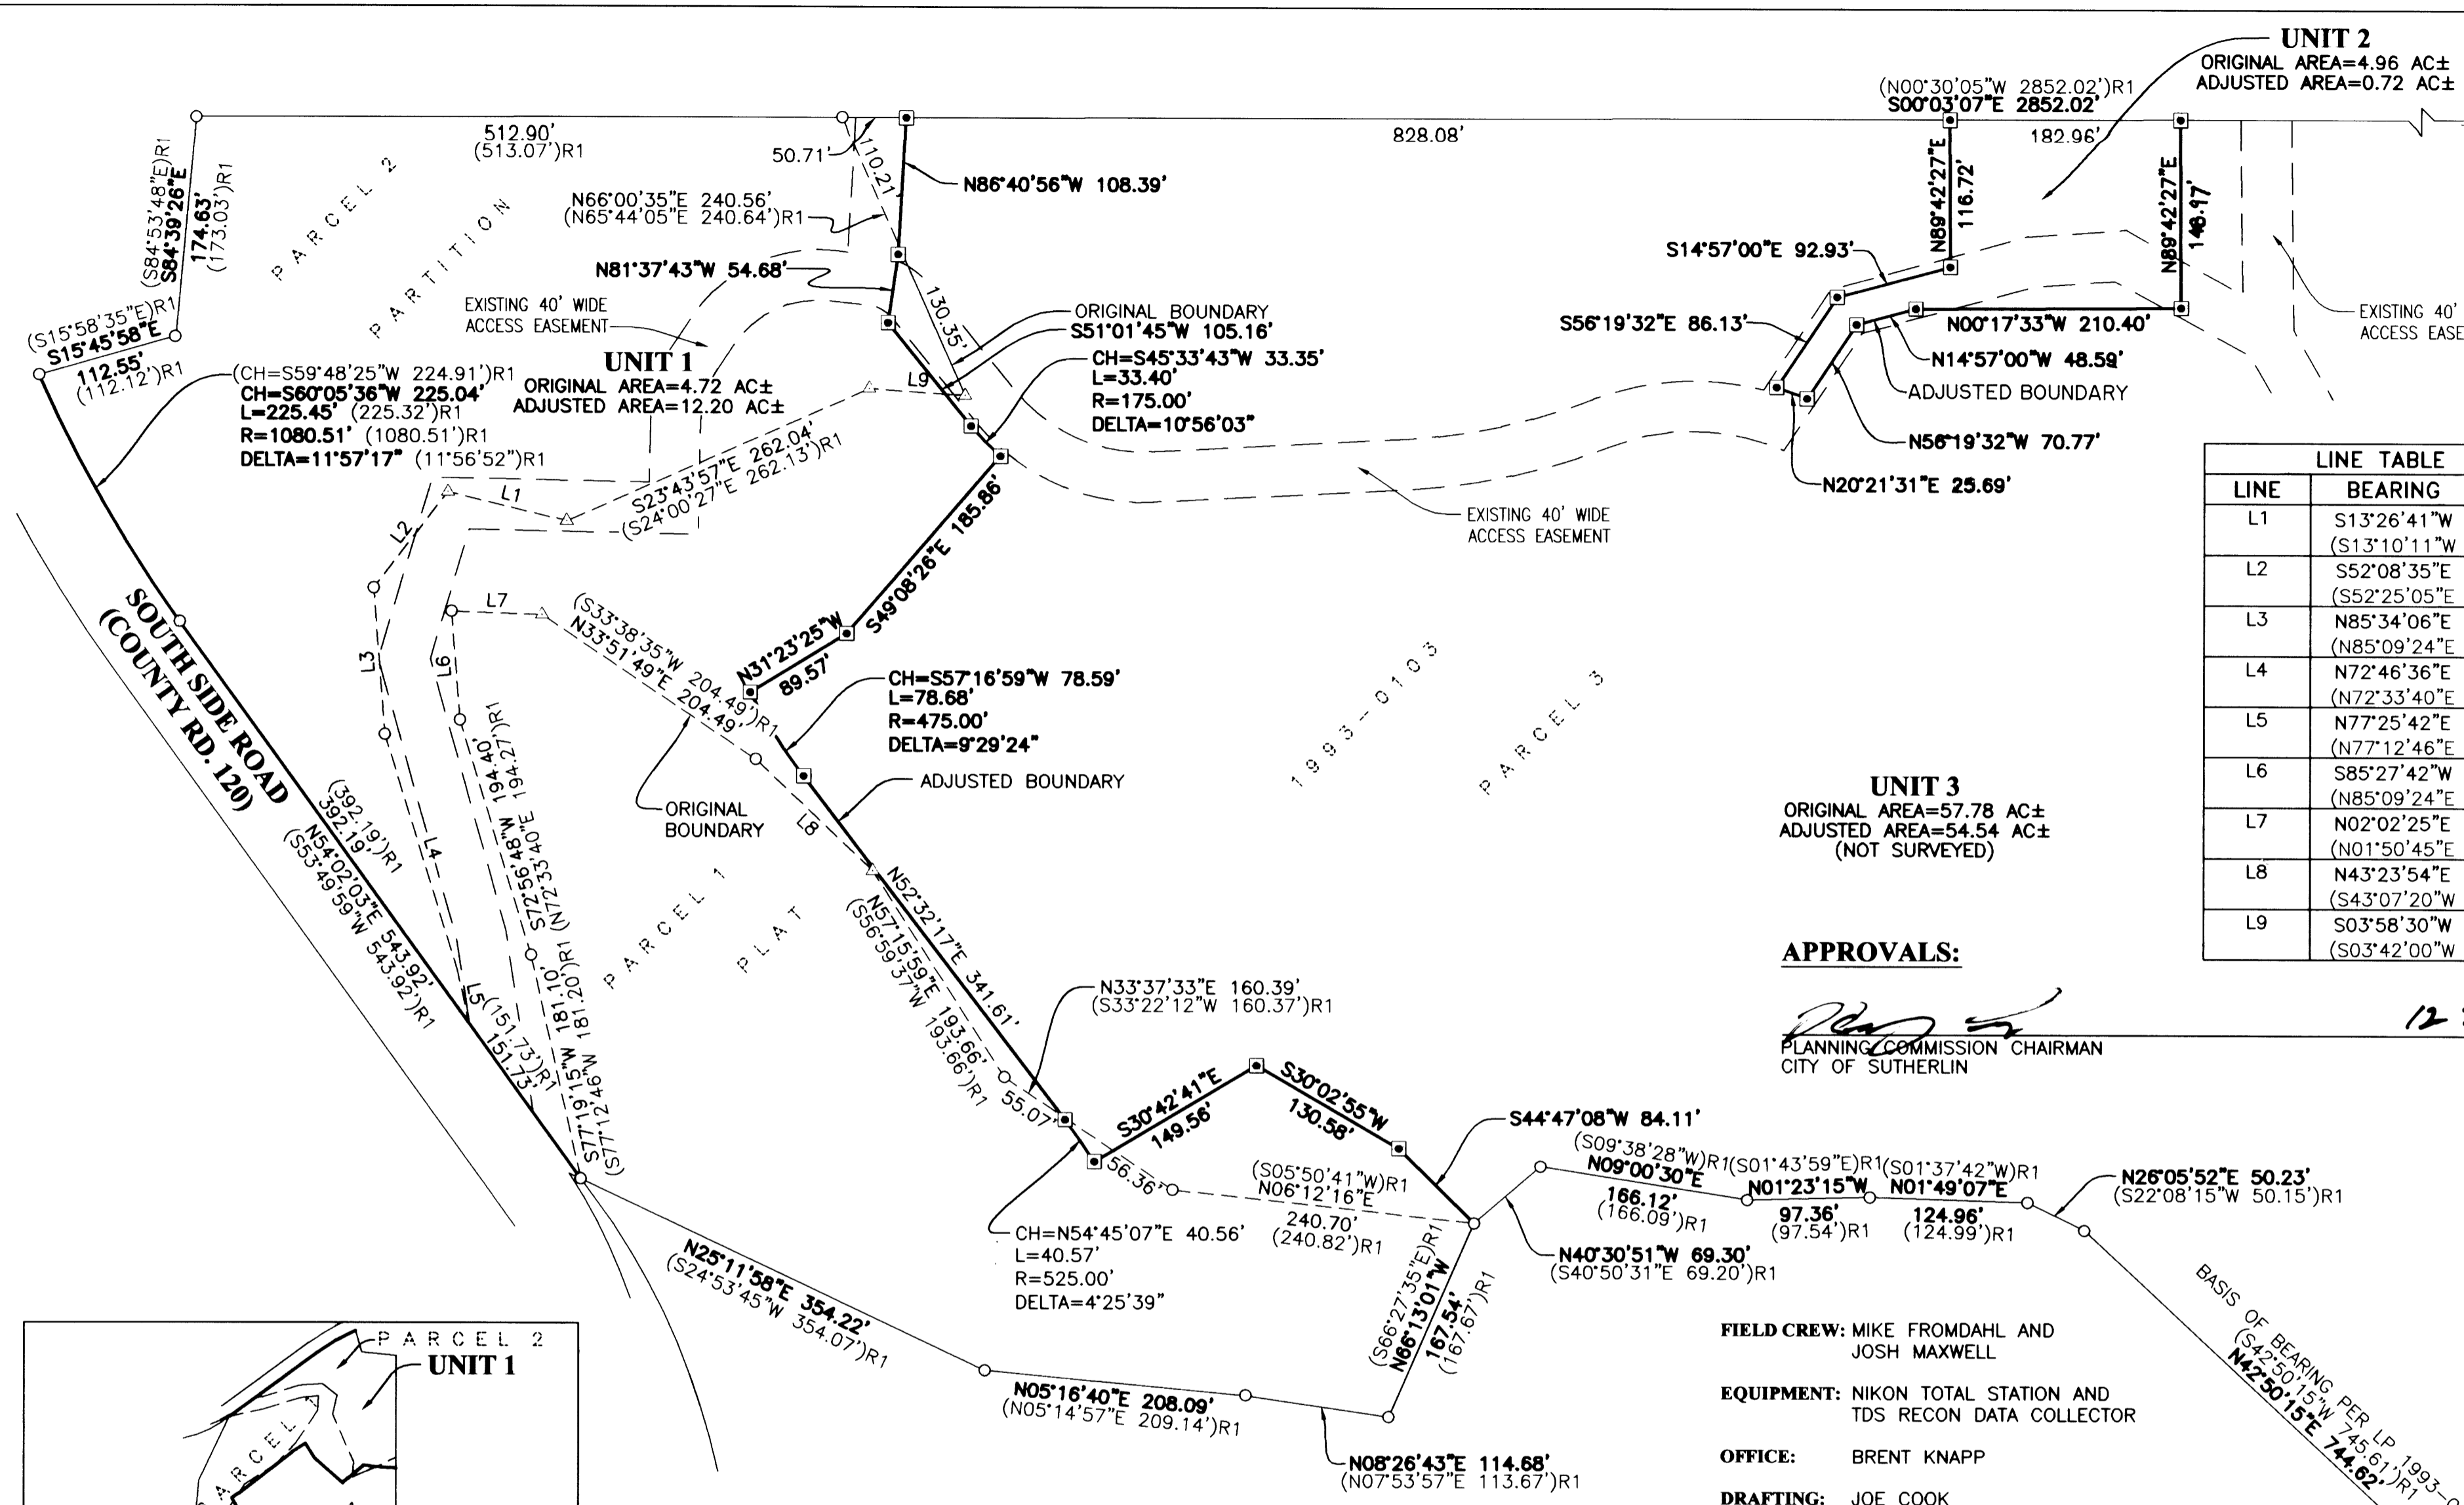 UNIT 2
ORIGINAL AREA=4.96 AC±
ADJUSTED AREA=0.72 AC±
(N00°30'05"W 2852.02')R1
S00°03'07"E 2852.02'
512.90'
(513.07')R1
50.71'
110.21'
828.08'
182.96'
(S84°53'48"E)R1
S84°39'26"E
174.63'
(173.03')R1
PARCEL 2
PARTITION
N66°00'35"E 240.56'
(N65°44'05"E 240.64')R1
N86°40'56"W 108.39'
N81°37'43"W 54.68'
130.35'
N89°42'27"E
116.72'
N89°42'27"E
148.97'
S14°57'00"E 92.93'
S56°19'32"E 86.13'
N00°17'33"W 210.40'
N14°57'00"W 48.59'
ADJUSTED BOUNDARY
N56°19'32"W 70.77'
N20°21'31"E 25.69'
EXISTING 40'
ACCESS EASE
EXISTING 40' WIDE
ACCESS EASEMENT
ORIGINAL BOUNDARY
S51°01'45"W 105.16'
CH=S45°33'43"W 33.35'
L=33.40'
R=175.00'
DELTA=10°56'03"
(S15°58'35"E)R1
S15°45'58"E
112.55'
(112.12')R1
UNIT 1
ORIGINAL AREA=4.72 AC±
ADJUSTED AREA=12.20 AC±
(CH=S59°48'25"W 224.91')R1
CH=S60°05'36"W 225.04'
L=225.45' (225.32')R1
R=1080.51' (1080.51')R1
DELTA=11°57'17" (11°56'52")R1
L9
L1
L2
S23°43'57"E 262.04'
(S24°00'27"E 262.13')R1
EXISTING 40' WIDE
ACCESS EASEMENT
S49°08'26"E 185.86'
N31°23'25"W
89.57'
L7
L3
L6
(S33°38'35"W 204.49')R1
N33°51'49"E 204.49'
CH=S57°16'59"W 78.59'
L=78.68'
R=475.00'
DELTA=9°29'24"
ADJUSTED BOUNDARY
ORIGINAL
BOUNDARY
L8
SOUTH SIDE ROAD
(COUNTY RD. 120)
(392.19')R1
392.19'
N54°02'03"E 543.92'
(S53°49'59"W 543.92')R1
L4
L5
(151.73')R1
151.73'
S72°56'48"W 194.40'
(N72°33'40"E 194.27')R1
S77°19'15"W 181.10'
(S77°12'46"W 181.20')R1
PARCEL 1
PLAT
1993-0103
PARCEL 3
N52°32'17"E 341.61'
N57°15'59"E 193.66'
(S56°59'37"W 193.66')R1
N33°37'33"E 160.39'
(S33°22'12"W 160.37')R1
55.07'
56.36'
S30°42'41"E
149.56'
S30°02'55"W
130.58'
S44°47'08"W 84.11'
(S05°50'41"W)R1
N06°12'16"E
240.70'
(240.82')R1
CH=N54°45'07"E 40.56'
L=40.57'
R=525.00'
DELTA=4°25'39"
(S09°38'28"W)R1
N09°00'30"E
166.12'
(166.09')R1
(S01°43'59"E)R1
N01°23'15"W
97.36'
(97.54')R1
(S01°37'42"W)R1
N01°49'07"E
124.96'
(124.99')R1
N26°05'52"E 50.23'
(S22°08'15"W 50.15')R1
N40°30'51"W 69.30'
(S40°50'31"E 69.20')R1
(S66°27'35"E)R1
N66°13'01"W
167.54'
(167.67')R1
N25°11'58"E 354.22'
(S24°53'45"W 354.07')R1
N05°16'40"E 208.09'
(N05°14'57"E 209.14')R1
N08°26'43"E 114.68'
(N07°53'57"E 113.67')R1
BASIS OF BEARING PER LP 1993-
(S42°50'15"W 745.61')R1
N42°50'15"E 744.62'
UNIT 3
ORIGINAL AREA=57.78 AC±
ADJUSTED AREA=54.54 AC±
(NOT SURVEYED)
LINE TABLE
LINE BEARING
L1 S13°26'41"W
(S13°10'11"W
L2 S52°08'35"E
(S52°25'05"E
L3 N85°34'06"E
(N85°09'24"E
L4 N72°46'36"E
(N72°33'40"E
L5 N77°25'42"E
(N77°12'46"E
L6 S85°27'42"W
(N85°09'24"E
L7 N02°02'25"E
(N01°50'45"E
L8 N43°23'54"E
(S43°07'20"W
L9 S03°58'30"W
(S03°42'00"W
APPROVALS:
12
PLANNING COMMISSION CHAIRMAN
CITY OF SUTHERLIN
FIELD CREW: MIKE FROMDAHL AND
JOSH MAXWELL
EQUIPMENT: NIKON TOTAL STATION AND
TDS RECON DATA COLLECTOR
OFFICE: BRENT KNAPP
DRAFTING: JOE COOK
PARCEL 2
UNIT 1
PARCEL 1